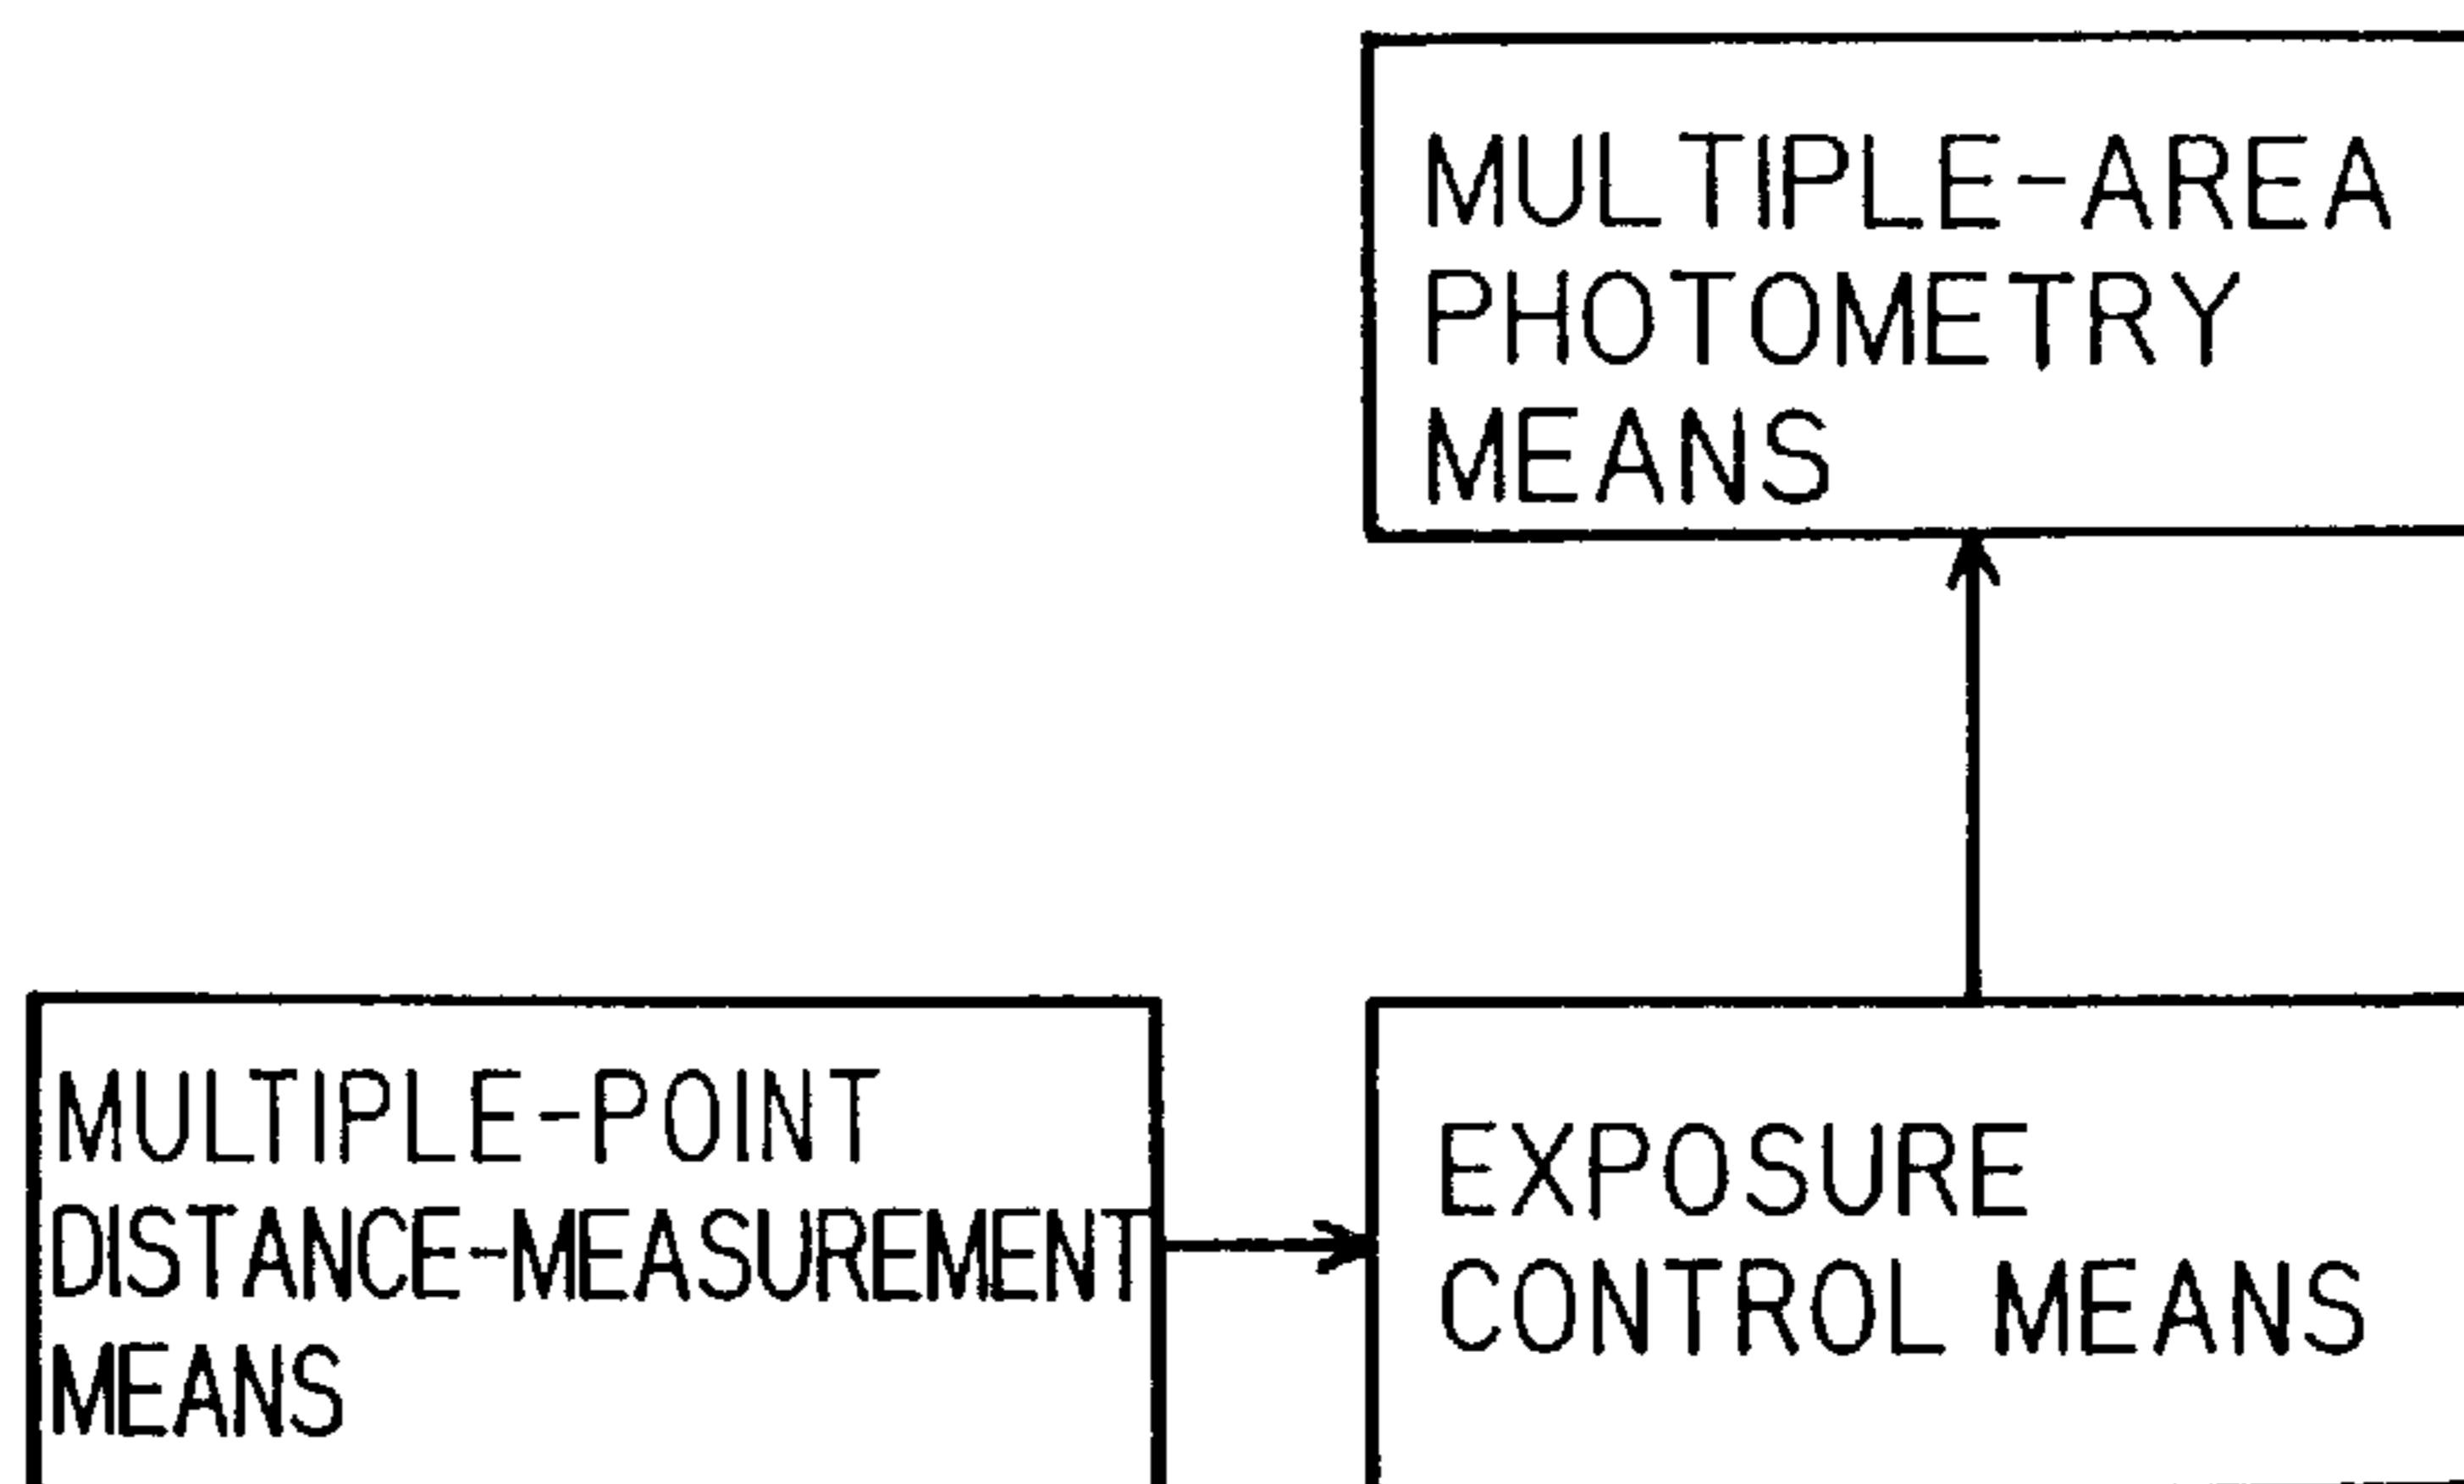 MULTIPLE-AREA
PHOTOMETRY
MEANS
MULTIPLE-POINT
DISTANCE-MEASUREMENT
MEANS
EXPOSURE
CONTROL MEANS